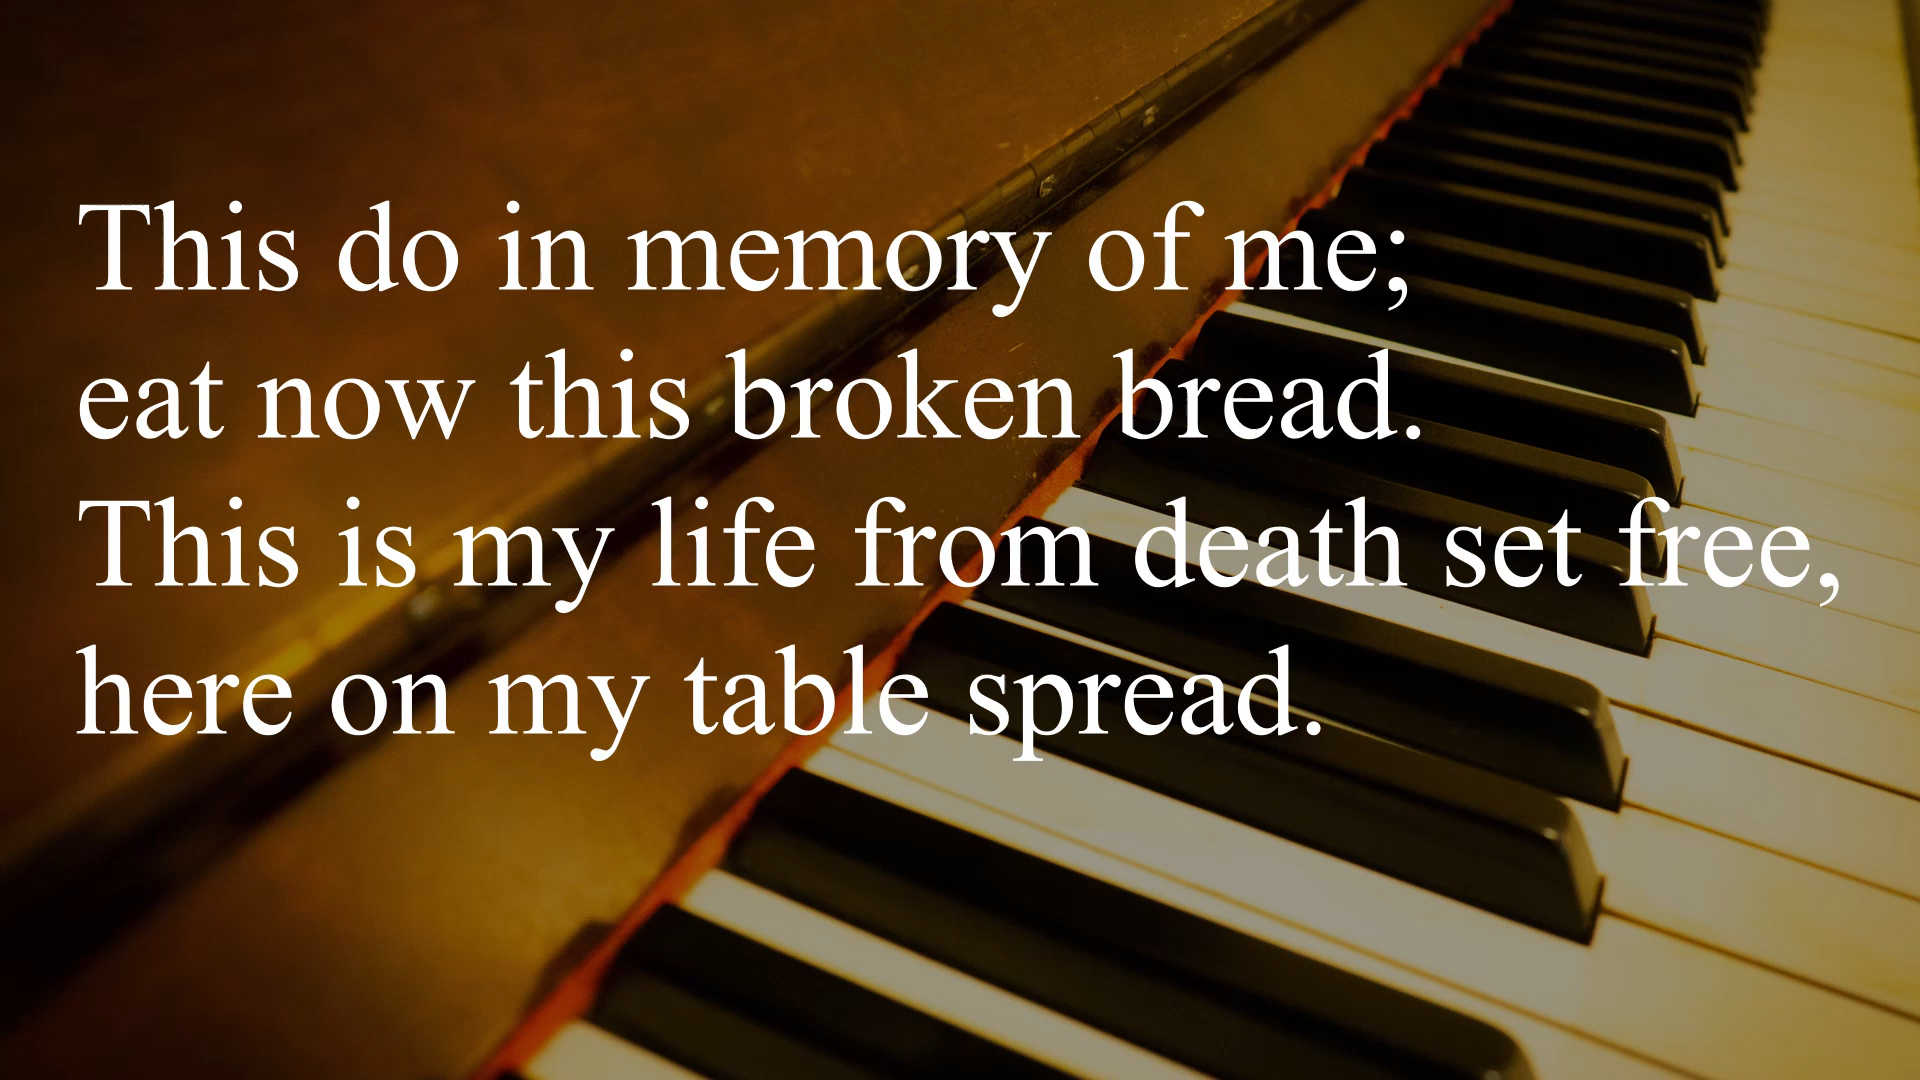 This do in memory of me;
eat now this broken bread.
This is my life from death set free,
here on my table spread.